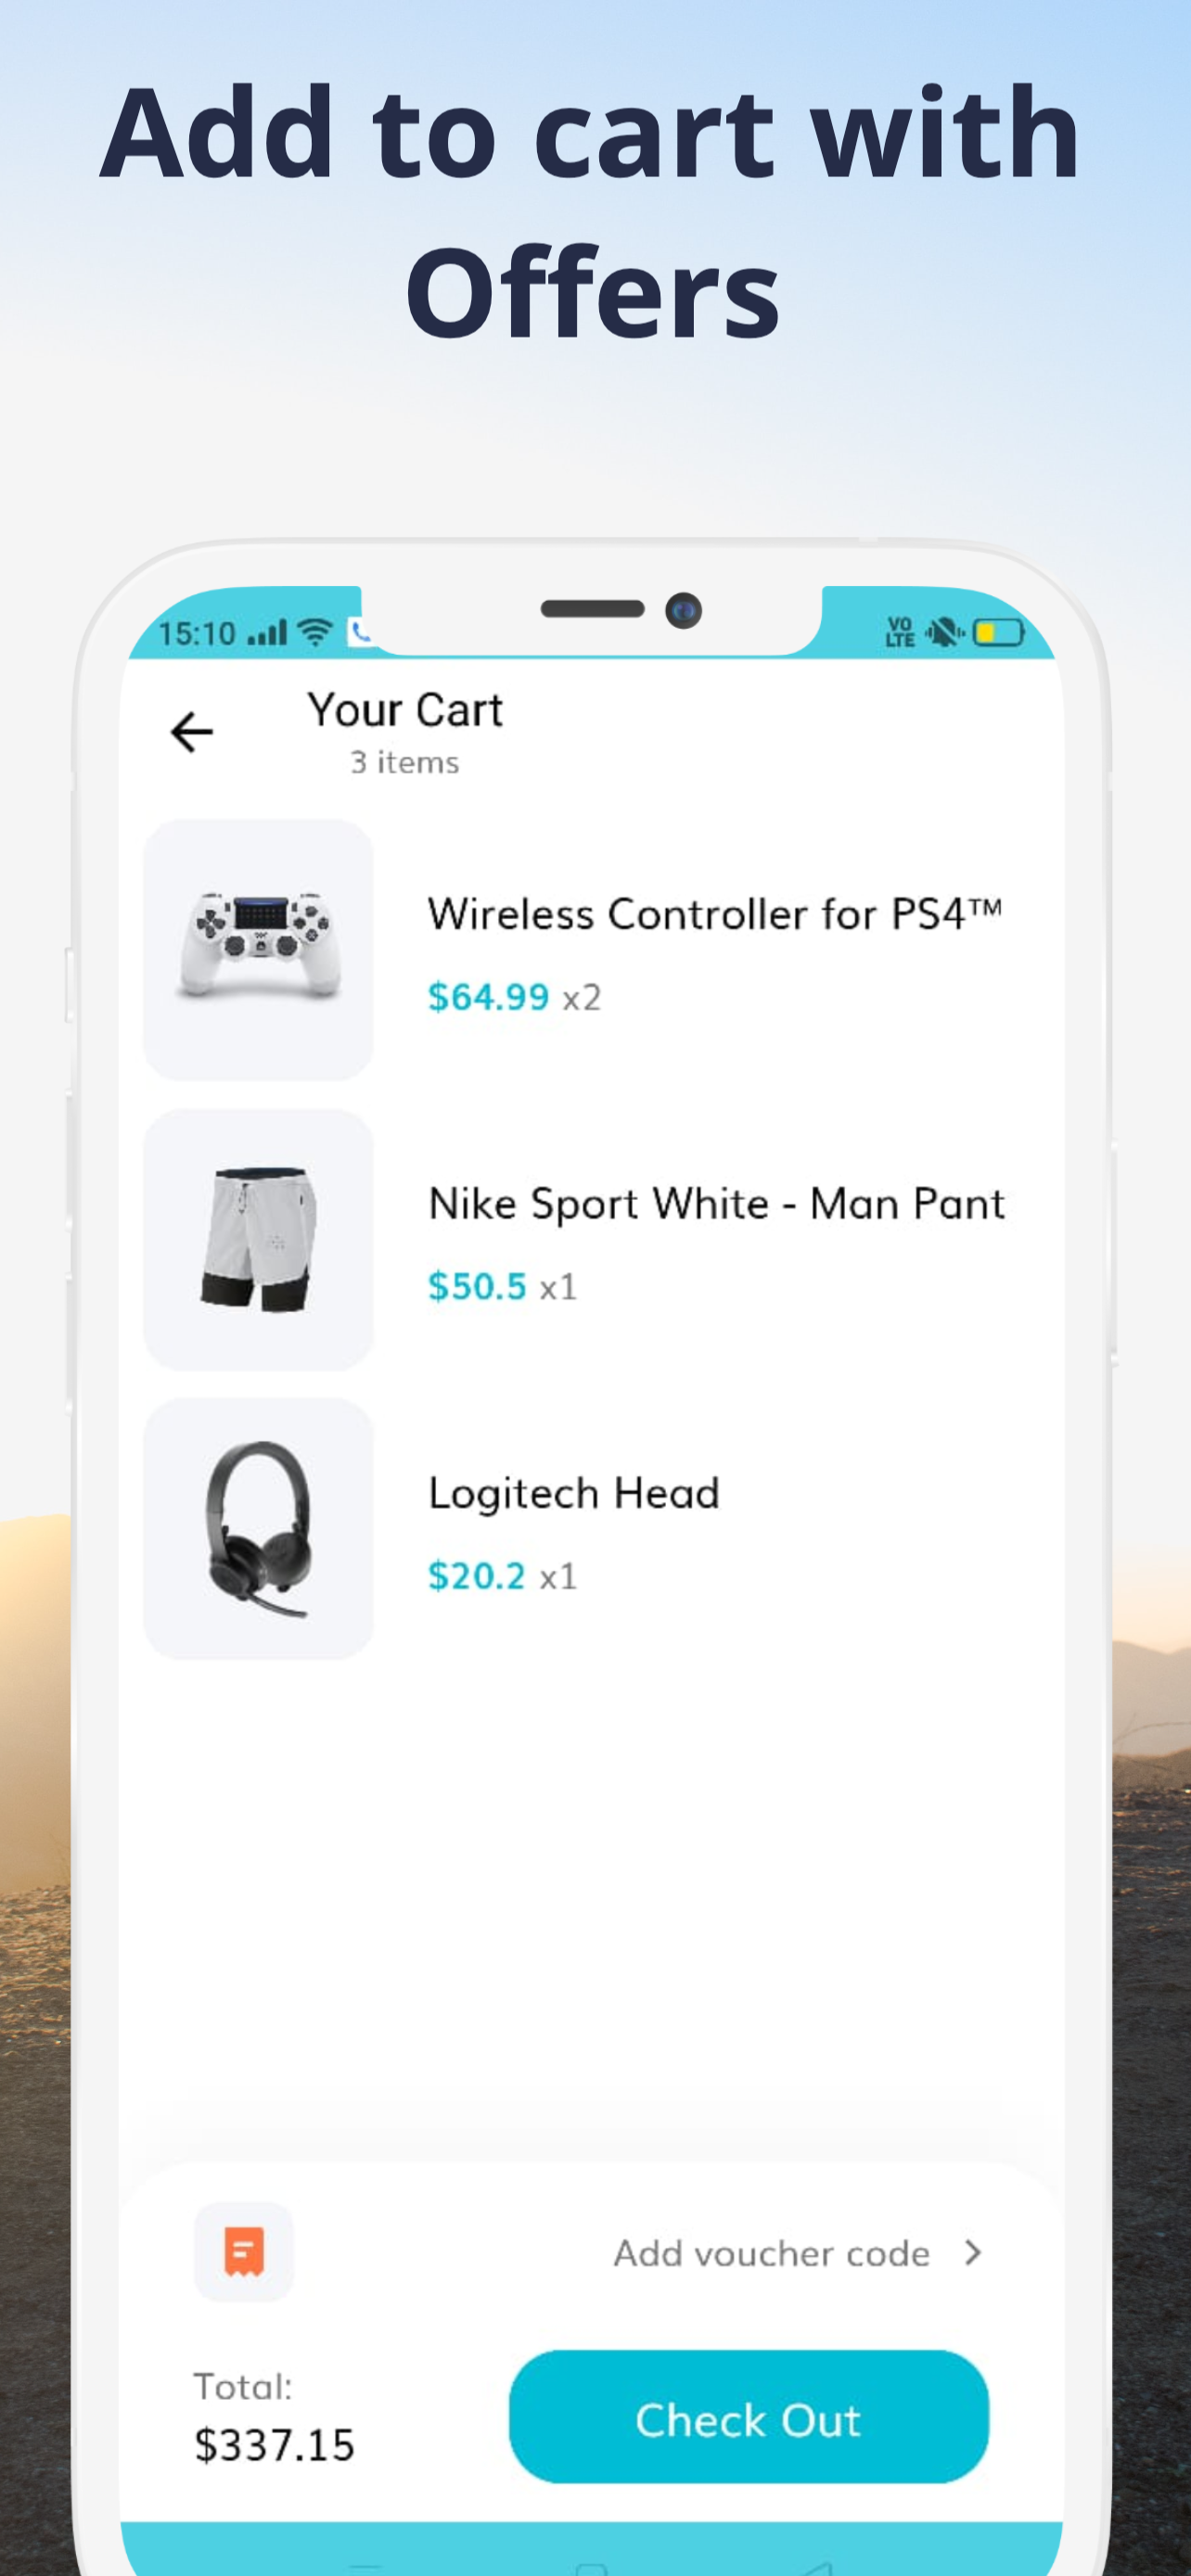 Add to cart with
Offers
15:10
VO
LTE
Your Cart
3 items
Wireless Controller for PS4™
$64.99 x2
Nike Sport White - Man Pant
$50.5 x1
Logitech Head
$20.2 x1
Add voucher code
Total:
$337.15
Check Out